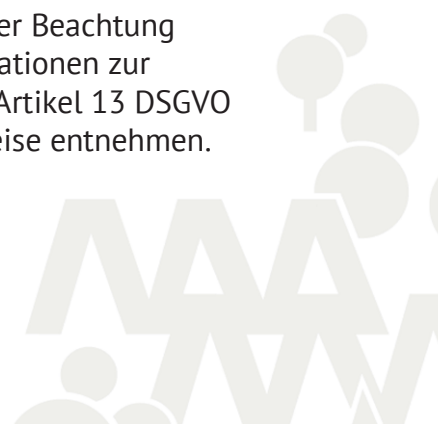 er Beachtung
ationen zur
Artikel 13 DSGVO
eise entnehmen.